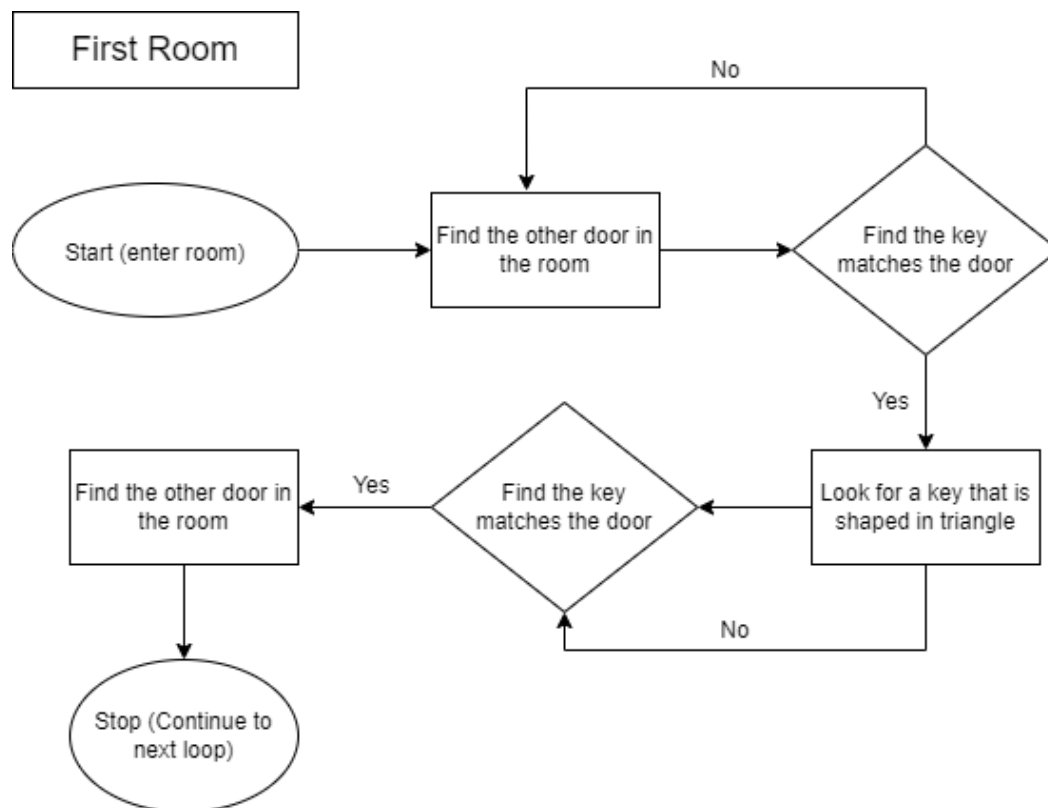 First Room
No
Start (enter room)
Find the other door in
the room
Find the key
matches the door
Yes
Look for a key that is
shaped in triangle
No
Find the key
matches the door
Yes
Find the other door in
the room
Stop (Continue to
next loop)